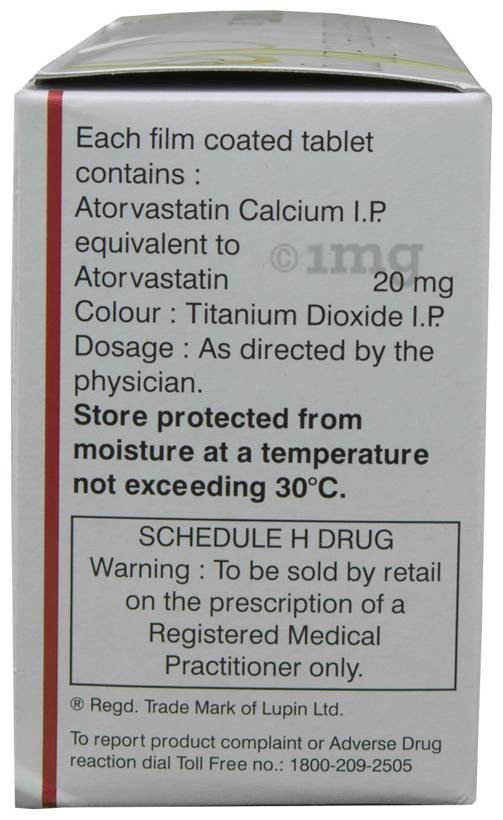 Each film coated tablet
contains :
Atorvastatin Calcium I.P.
equivalent to
©1mg
Atorvastatin 20 mg
Colour : Titanium Dioxide I.P.
Dosage : As directed by the
physician.
Store protected from
moisture at a temperature
not exceeding 30°C.
SCHEDULE H DRUG
Warning : To be sold by retail
on the prescription of a
Registered Medical
Practitioner only.
® Regd. Trade Mark of Lupin Ltd.
To report product complaint or Adverse Drug
reaction dial Toll Free no.: 1800-209-2505